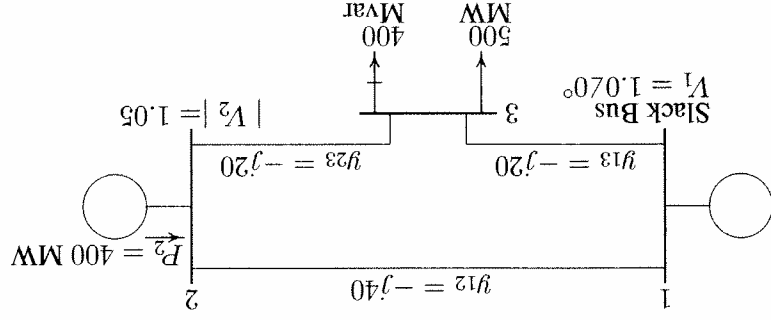 1
2
y₁₂ = −j40
P₂ = 400 MW
y₁₃ = −j20
y₂₃ = −j20
Slack Bus
V₁ = 1.0∠0°
| V₂ | = 1.05
3
500
MW
400
Mvar